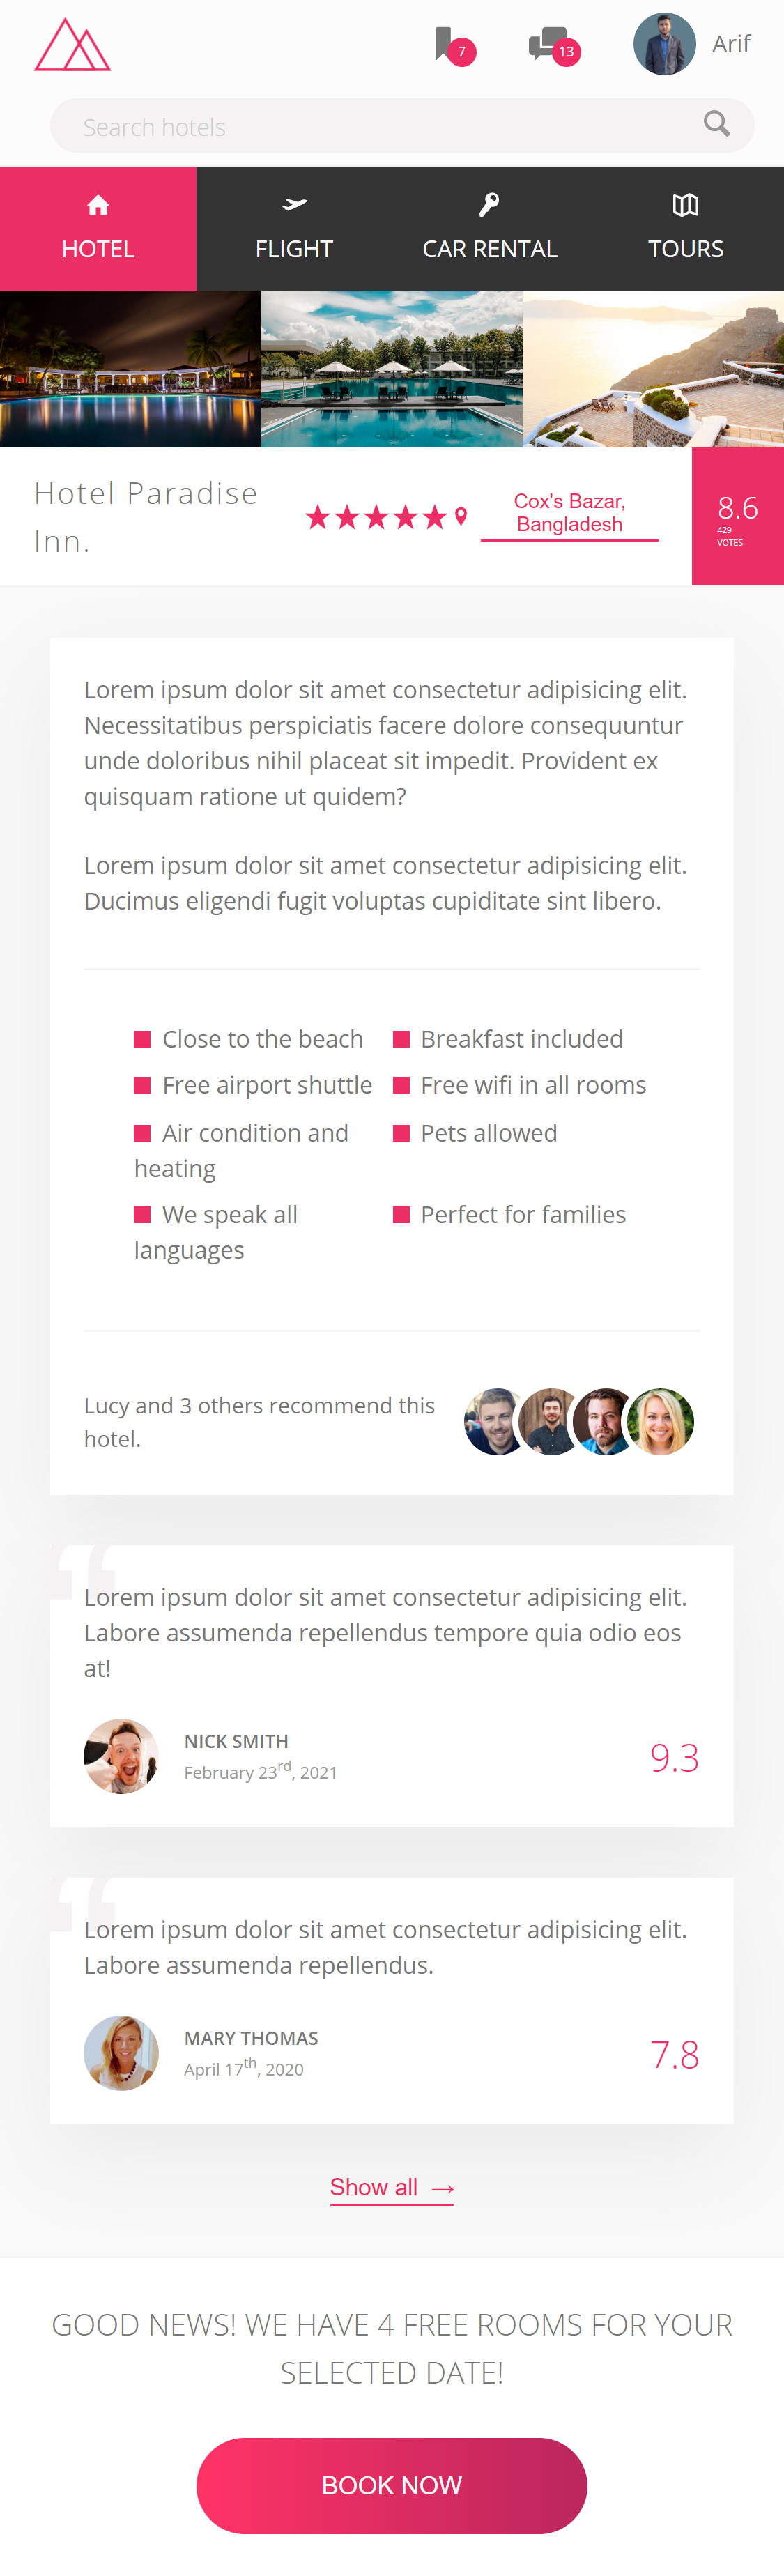 7
13
Arif
Search hotels
HOTEL
FLIGHT
CAR RENTAL
TOURS
Hotel Paradise
Inn.
Cox's Bazar,
Bangladesh
8.6
429
VOTES
Lorem ipsum dolor sit amet consectetur adipisicing elit.
Necessitatibus perspiciatis facere dolore consequuntur
unde doloribus nihil placeat sit impedit. Provident ex
quisquam ratione ut quidem?
Lorem ipsum dolor sit amet consectetur adipisicing elit.
Ducimus eligendi fugit voluptas cupiditate sint libero.
Close to the beach
Breakfast included
Free airport shuttle
Free wifi in all rooms
Air condition and
heating
Pets allowed
We speak all
languages
Perfect for families
Lucy and 3 others recommend this
hotel.
“
Lorem ipsum dolor sit amet consectetur adipisicing elit.
Labore assumenda repellendus tempore quia odio eos
at!
NICK SMITH
February 23rd, 2021
9.3
“
Lorem ipsum dolor sit amet consectetur adipisicing elit.
Labore assumenda repellendus.
MARY THOMAS
April 17th, 2020
7.8
Show all →
GOOD NEWS! WE HAVE 4 FREE ROOMS FOR YOUR
SELECTED DATE!
BOOK NOW